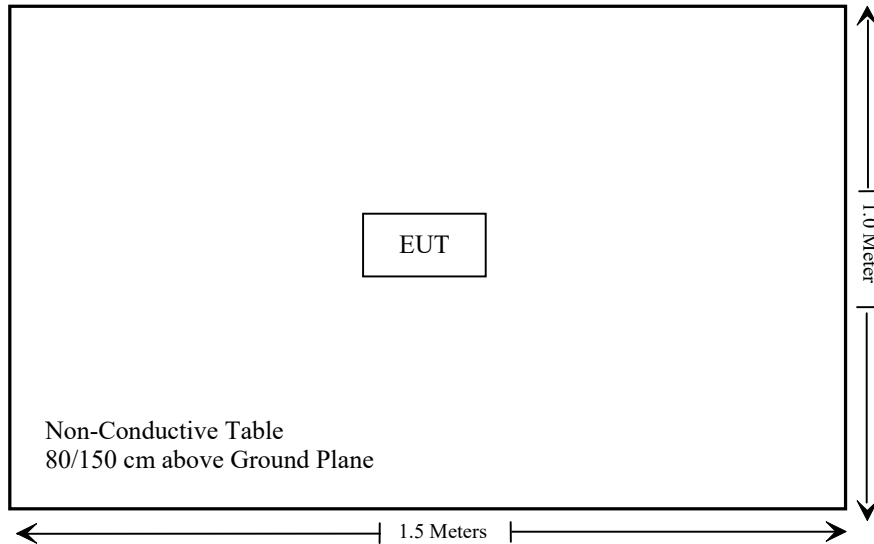 EUT
1.0 Meter
Non-Conductive Table
80/150 cm above Ground Plane
1.5 Meters